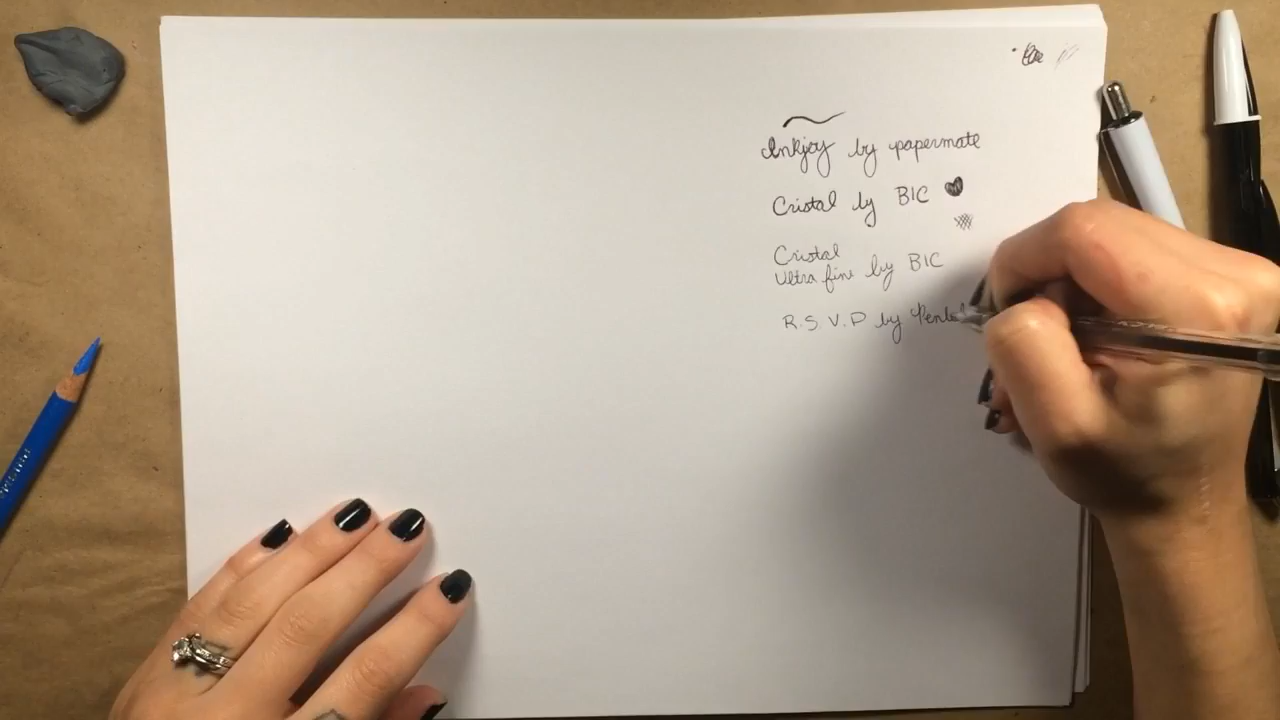 Inkjoy by papermate
Cristal by BIC
Cristal
Ultra fine by BIC
R.S.V.P by Pentel